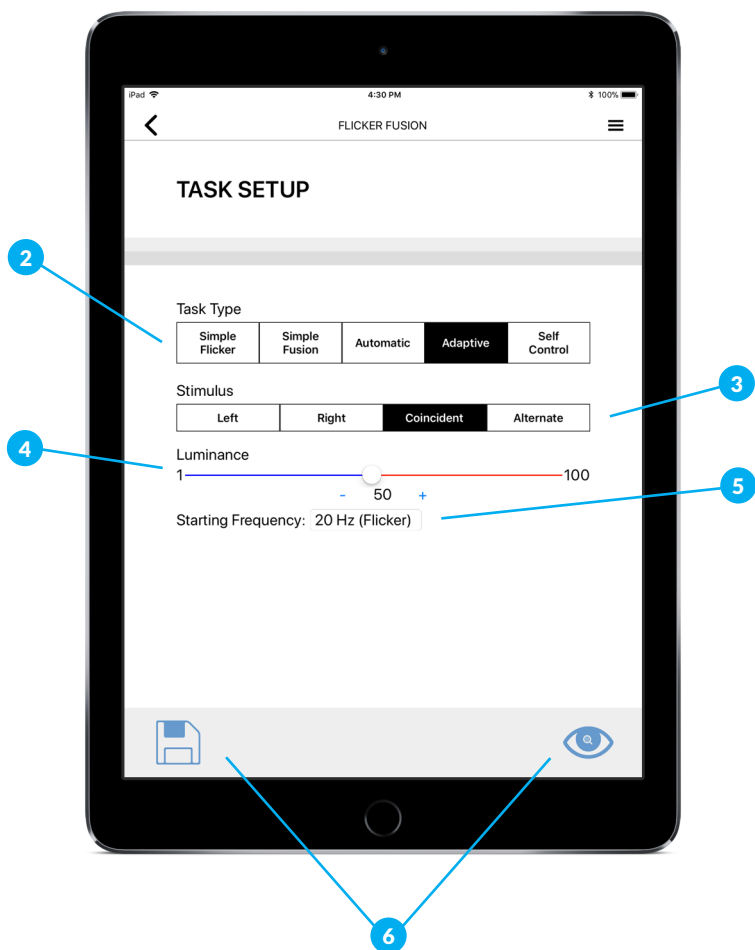 iPad 4:30 PM 100%
FLICKER FUSION
TASK SETUP
2
Task Type
Simple Flicker Simple Fusion Automatic Adaptive Self Control
3
Stimulus
Left Right Coincident Alternate
4
Luminance
1 100
- 50 +
5
Starting Frequency: 20 Hz (Flicker)
6